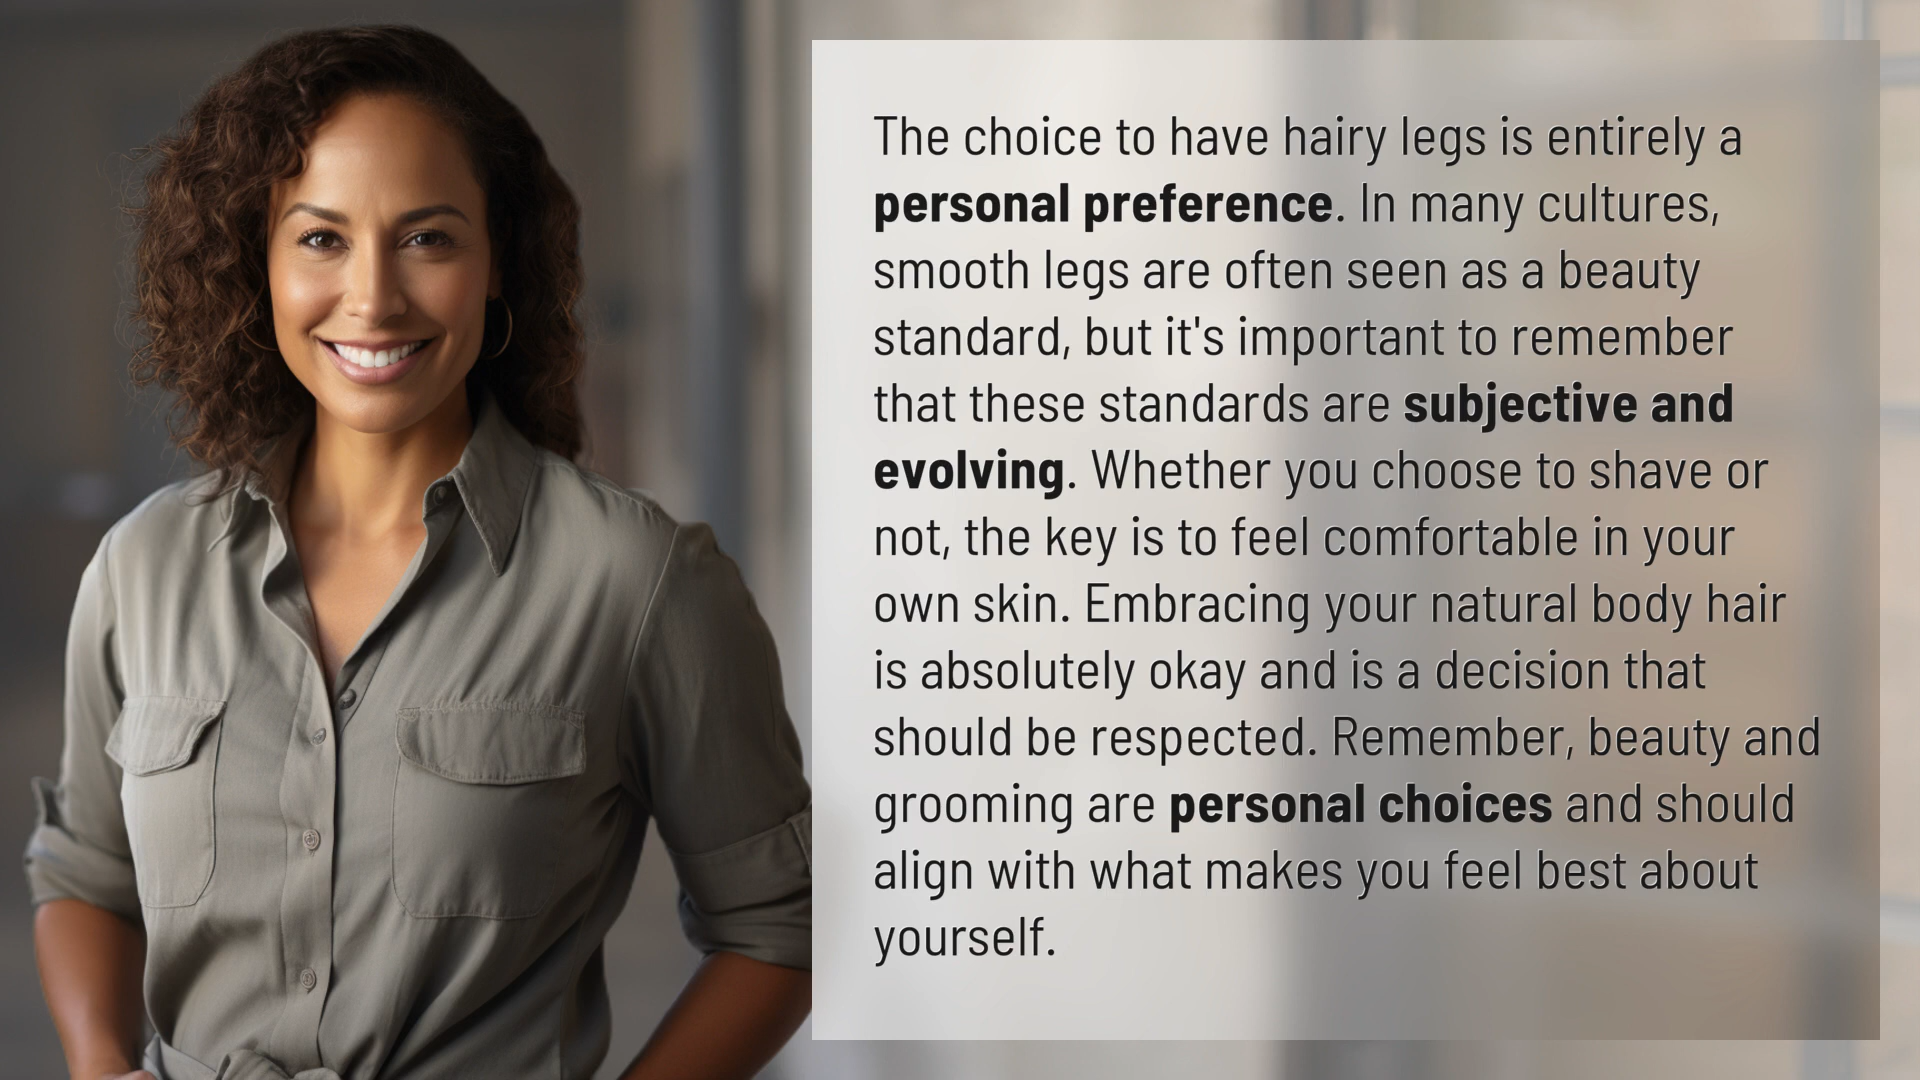 The choice to have hairy legs is entirely a
personal preference. In many cultures,
smooth legs are often seen as a beauty
standard, but it's important to remember
that these standards are subjective and
evolving. Whether you choose to shave or
not, the key is to feel comfortable in your
own skin. Embracing your natural body hair
is absolutely okay and is a decision that
should be respected. Remember, beauty and
grooming are personal choices and should
align with what makes you feel best about
yourself.